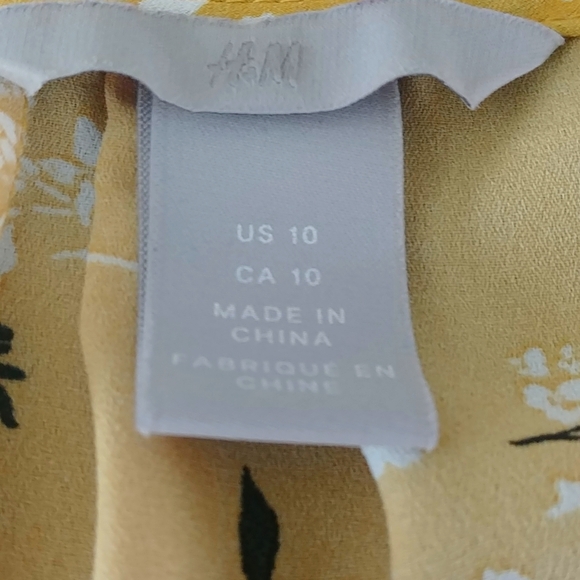 H&M
US 10
CA 10
MADE IN
CHINA
FABRIQUE EN
CHINE